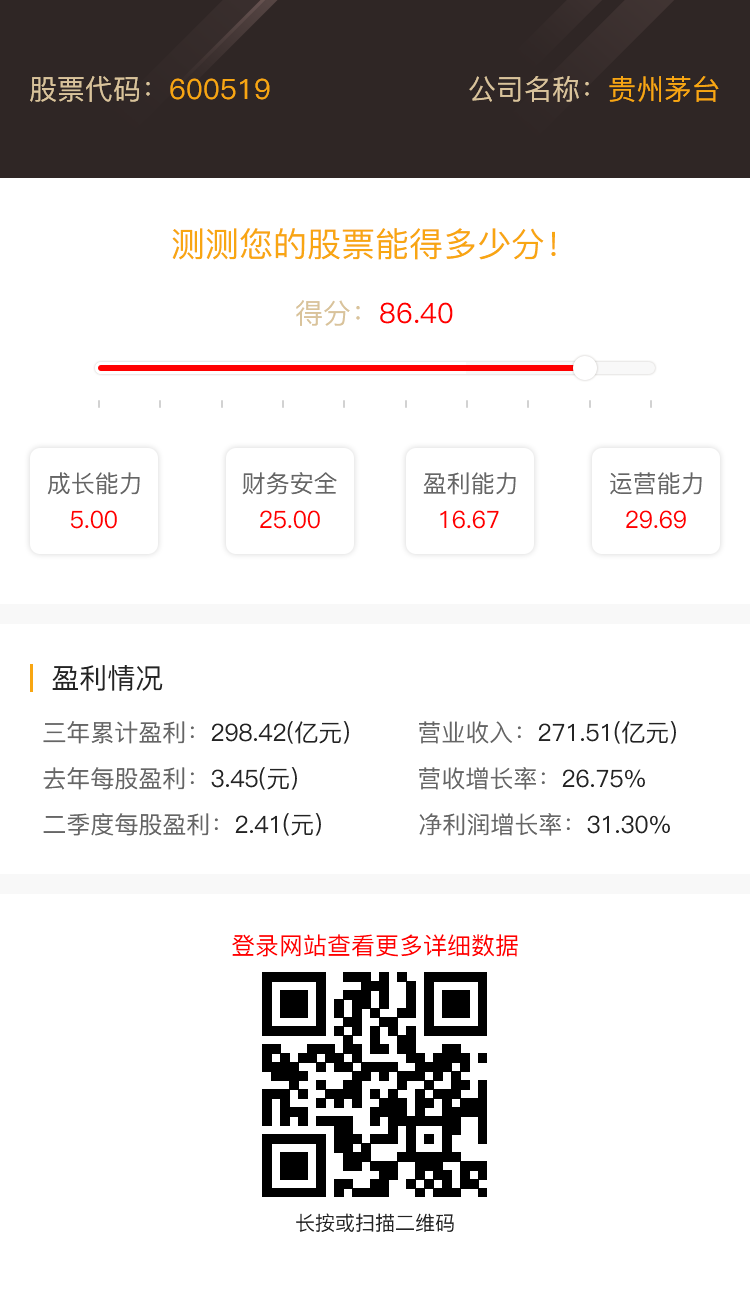 股票代码：600519 公司名称：贵州茅台
测测您的股票能得多少分！
得分：86.40
成长能力 财务安全 盈利能力 运营能力
5.00 25.00 16.67 29.69
盈利情况
三年累计盈利：298.42(亿元) 营业收入：271.51(亿元)
去年每股盈利：3.45(元) 营收增长率：26.75%
二季度每股盈利：2.41(元) 净利润增长率：31.30%
登录网站查看更多详细数据
长按或扫描二维码